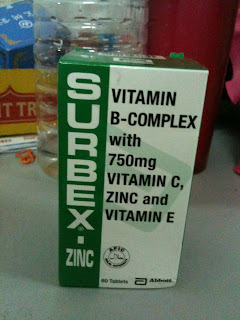 SURBEX®-
ZINC
VITAMIN
B-COMPLEX
with
750mg
VITAMIN C,
ZINC and
VITAMIN E
60 Tablets
Abbott